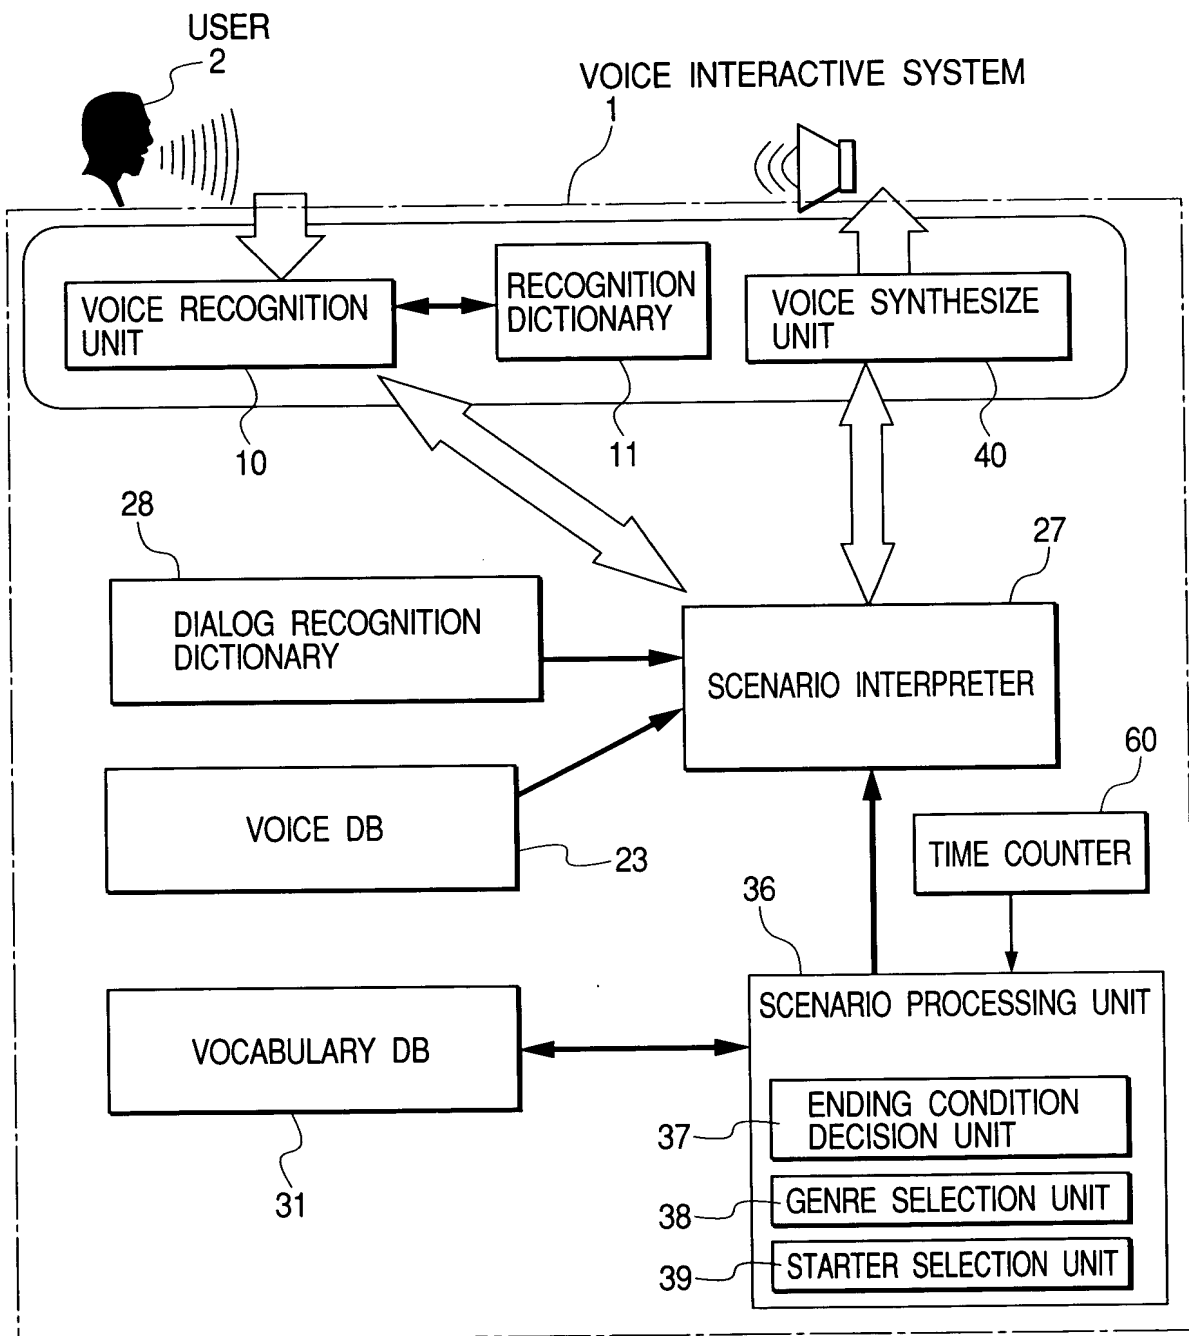 USER
2
VOICE INTERACTIVE SYSTEM
1
VOICE RECOGNITION
UNIT
RECOGNITION
DICTIONARY
VOICE SYNTHESIZE
UNIT
10
11
40
28
27
DIALOG RECOGNITION
DICTIONARY
SCENARIO INTERPRETER
60
VOICE DB
23
TIME COUNTER
36
SCENARIO PROCESSING UNIT
VOCABULARY DB
31
ENDING CONDITION
DECISION UNIT
37
GENRE SELECTION UNIT
38
STARTER SELECTION UNIT
39